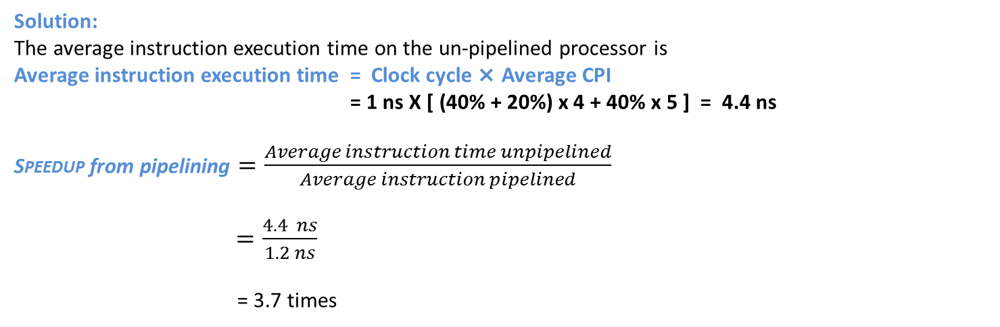 Solution:
The average instruction execution time on the un-pipelined processor is
Average instruction execution time = Clock cycle × Average CPI
= 1 ns X [ (40% + 20%) x 4 + 40% x 5 ] = 4.4 ns
SPEEDUP from pipelining = Average instruction time unpipelined
Average instruction pipelined
= 4.4 ns
1.2 ns
= 3.7 times